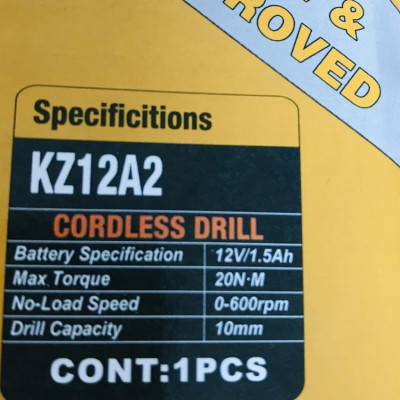 &
ROVED
Specificitions
KZ12A2
CORDLESS DRILL
Battery Specification 12V/1.5Ah
Max Torque 20N·M
No-Load Speed 0-600rpm
Drill Capacity 10mm
CONT:1PCS